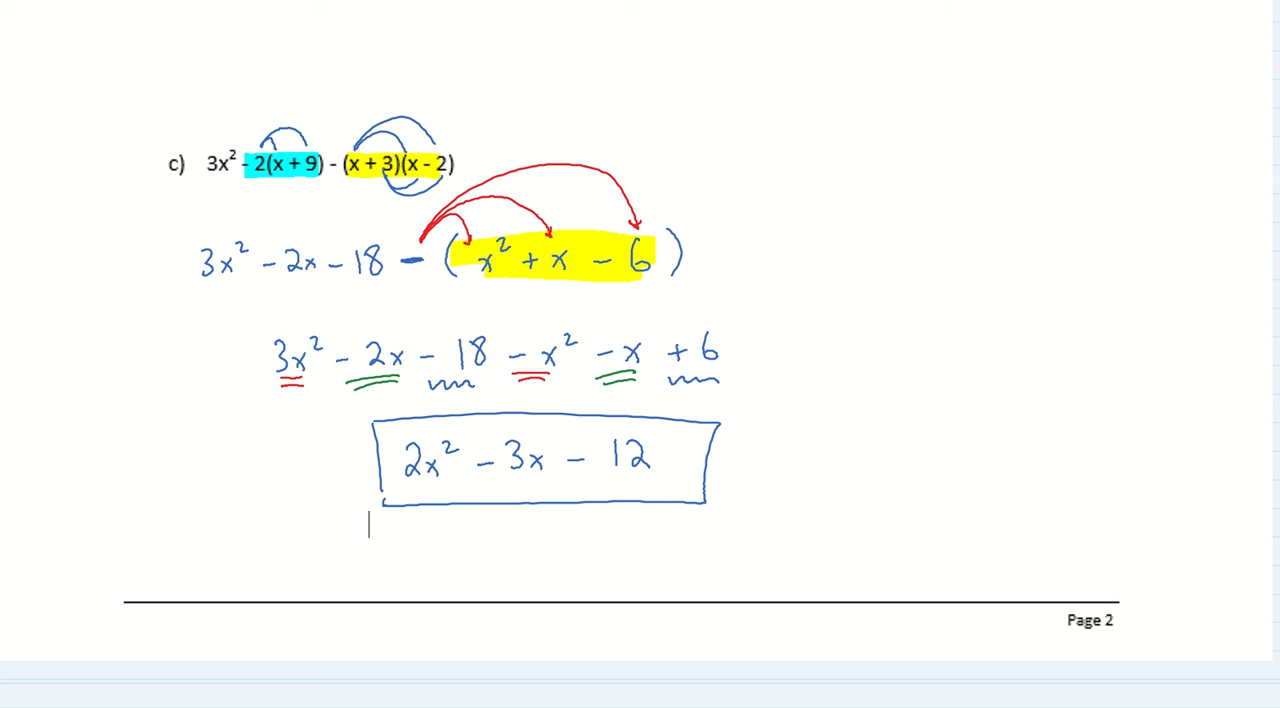 c) 3x² - 2(x + 9) - (x + 3)(x - 2)
3x² - 2x - 18 - (x² + x - 6)
3x² - 2x - 18 - x² - x + 6
2x² - 3x - 12
Page 2